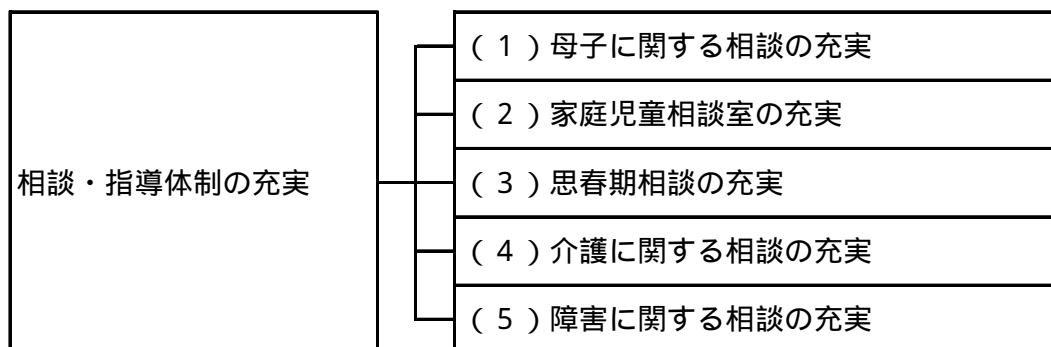 相談・指導体制の充実
（１）母子に関する相談の充実
（２）家庭児童相談室の充実
（３）思春期相談の充実
（４）介護に関する相談の充実
（５）障害に関する相談の充実